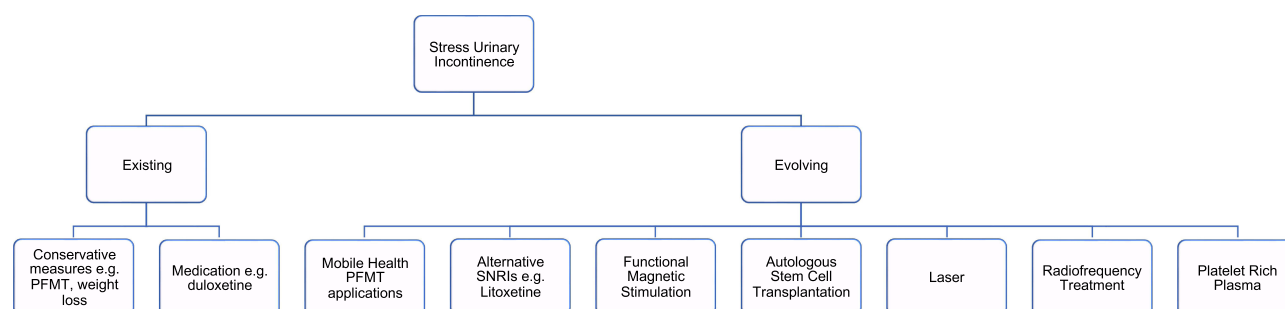 Stress Urinary
Incontinence
Existing
Evolving
Conservative
measures e.g.
PFMT, weight
loss
Medication e.g.
duloxetine
Mobile Health
PFMT
applications
Alternative
SNRIs e.g.
Litoxetine
Functional
Magnetic
Stimulation
Autologous
Stem Cell
Transplantation
Laser
Radiofrequency
Treatment
Platelet Rich
Plasma